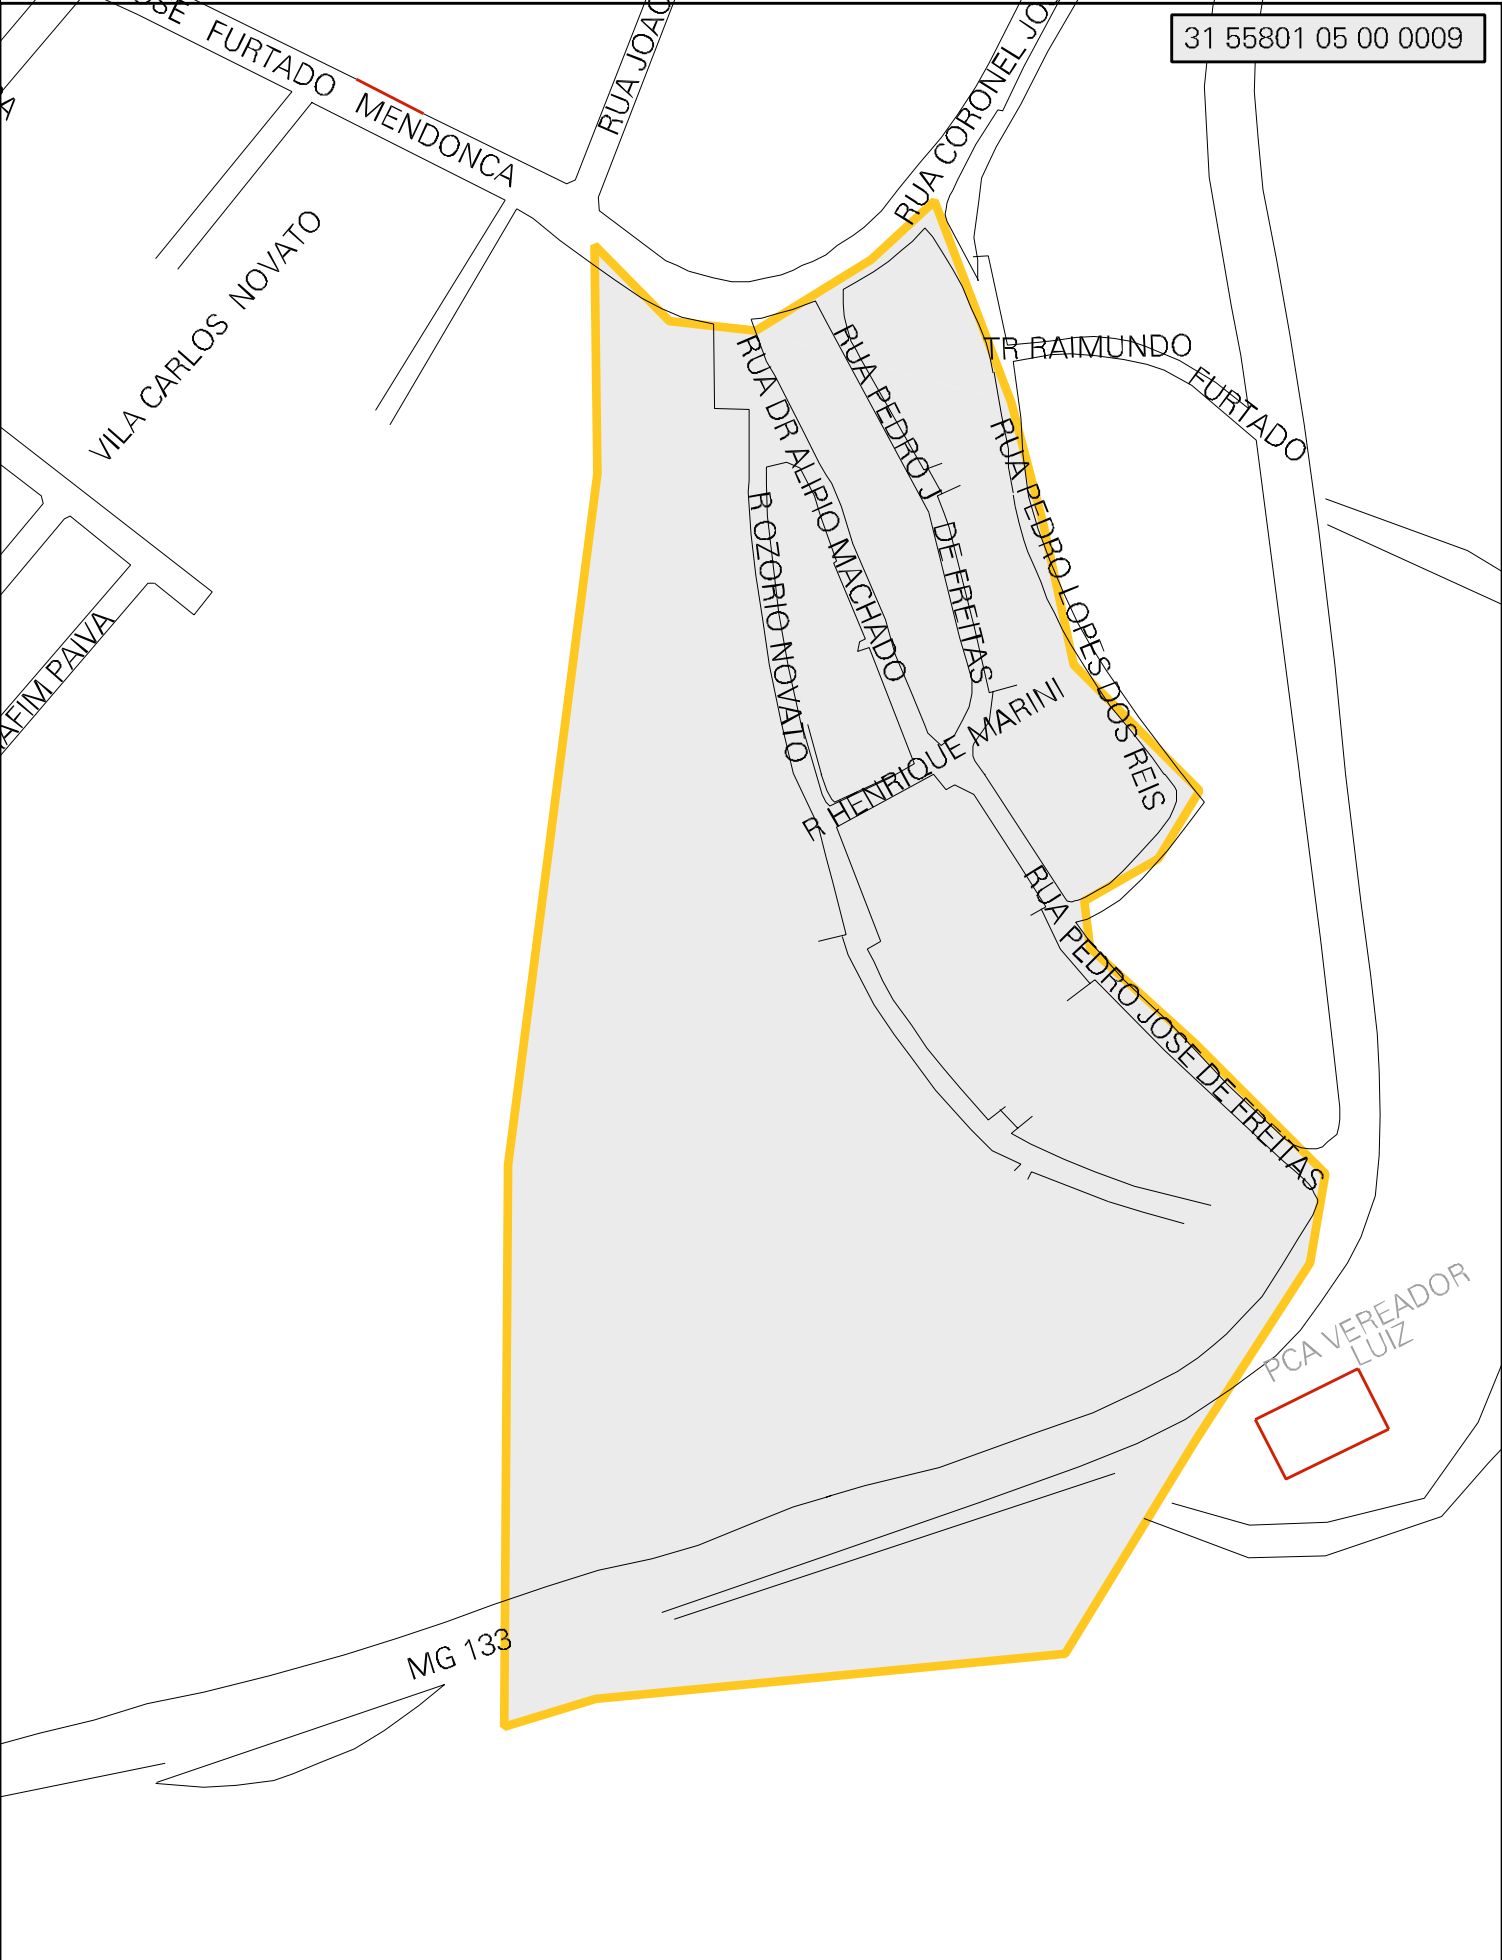 31 55801 05 00 0009
FURTADO MENDONCA
RUA CORONEL
VILA CARLOS NOVATO
TR RAIMUNDO FURTADO
RUA DR ALIPIO MACHADO
RUA PEDRO J DE FREITAS
RUA PEDRO LOPES DOS REIS
R OZORIO NOVATO
R HENRIQUE MARINI
RUA PEDRO JOSE DE FREITAS
PCA VEREADOR
LUIZ
MG 133
RUA
PAIVA